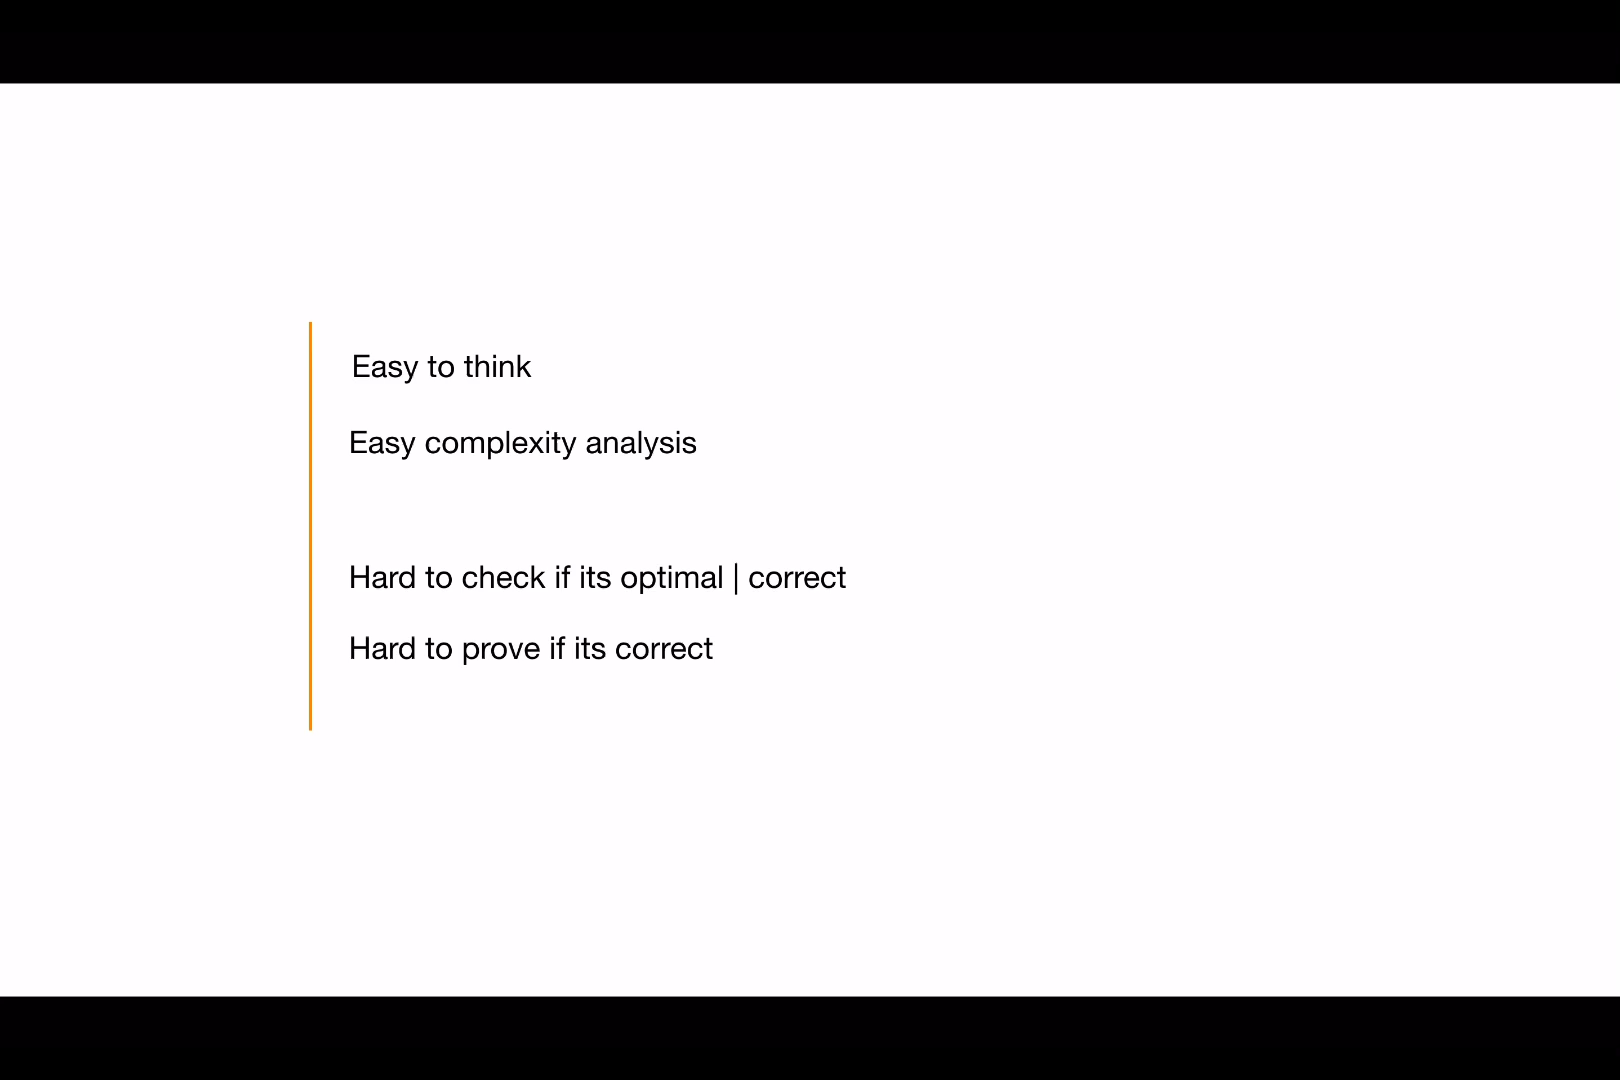 Easy to think
Easy complexity analysis
Hard to check if its optimal | correct
Hard to prove if its correct